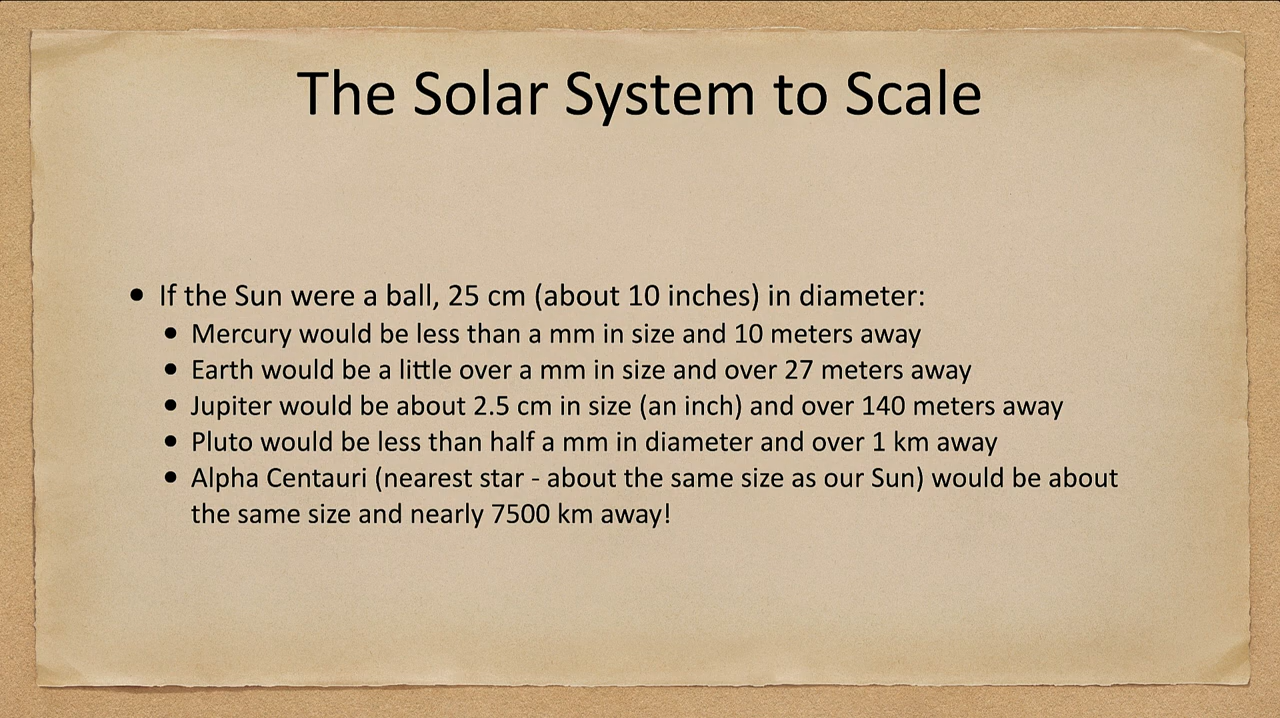 The Solar System to Scale
• If the Sun were a ball, 25 cm (about 10 inches) in diameter:
• Mercury would be less than a mm in size and 10 meters away
• Earth would be a little over a mm in size and over 27 meters away
• Jupiter would be about 2.5 cm in size (an inch) and over 140 meters away
• Pluto would be less than half a mm in diameter and over 1 km away
• Alpha Centauri (nearest star - about the same size as our Sun) would be about
the same size and nearly 7500 km away!